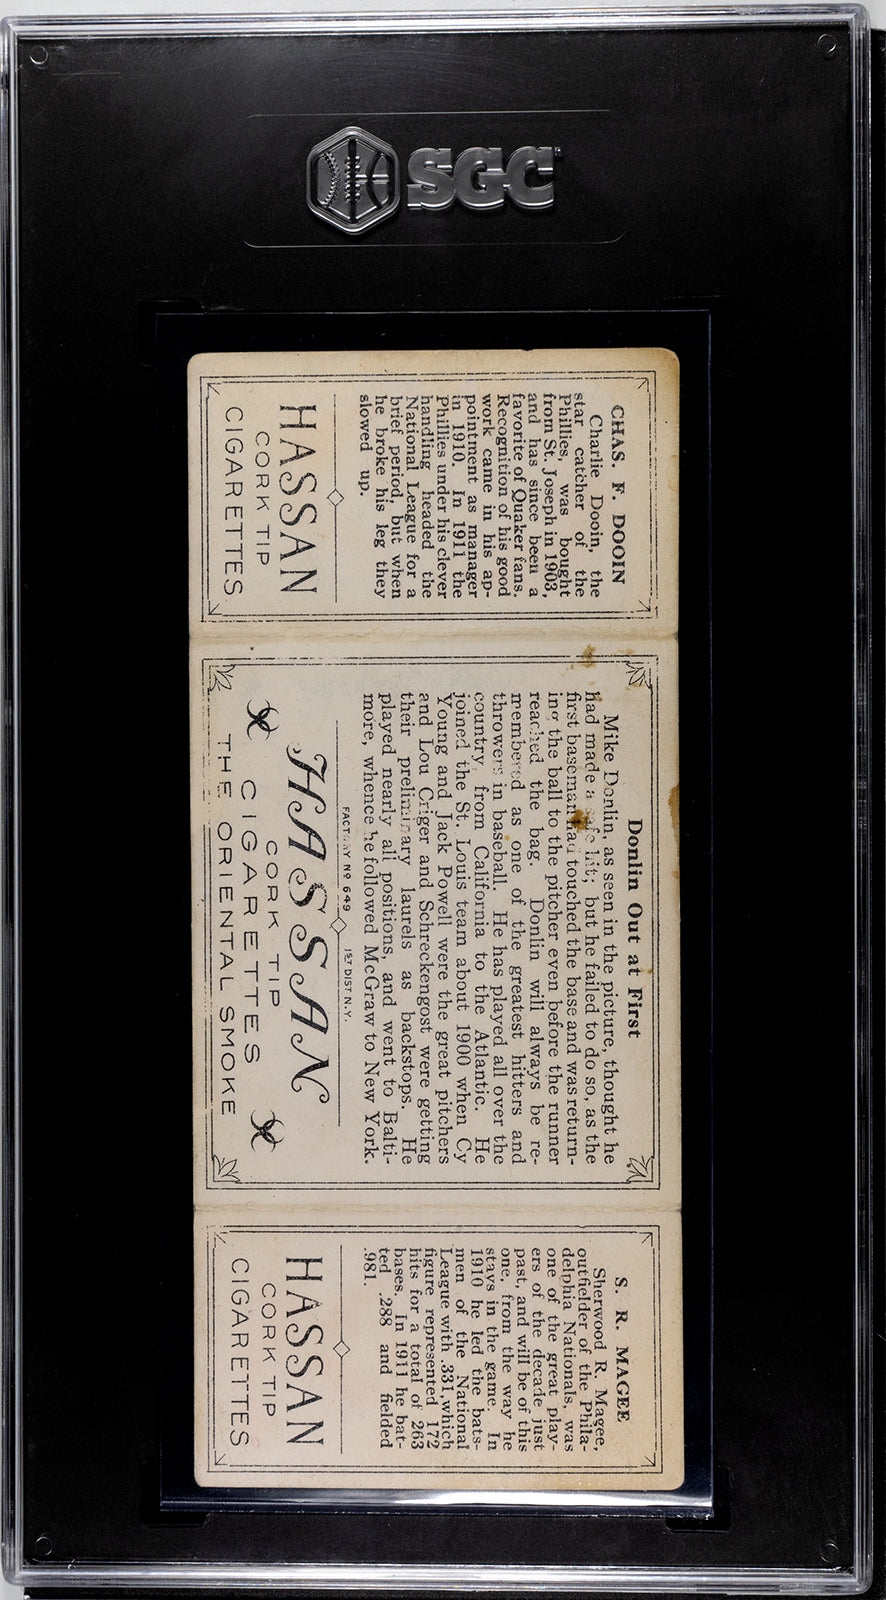 SGC
CHAS. F. DOOIN
Charlie Dooin, the
star catcher of the
Phillies, was bought
from St. Joseph in 1903,
and has since been a
favorite of Quaker fans.
Recognition of his good
work came in his ap-
pointment as manager
in 1910. In 1911 the
Phillies under his clever
handling headed the
National League for a
brief period, but when
he broke his leg they
slowed up.
HASSAN
CORK TIP
CIGARETTES
Donlin Out at First
Mike Donlin, as seen in the picture, thought he
had made a safe hit; but he failed to do so, as the
first baseman had touched the base and was return-
ing the ball to the pitcher even before the runner
reached the bag. Donlin will always be re-
membered as one of the greatest hitters and
throwers in baseball. He has played all over the
country, from California to the Atlantic. He
joined the St. Louis team about 1900 when Cy
Young and Jack Powell were the great pitchers
and Lou Criger and Schreckengost were getting
their preliminary laurels as backstops. He
played nearly all positions, and went to Balti-
more, whence he followed McGraw to New York.
FACTORY Nº 649 1ST DIST. N.Y.
HASSAN
CORK TIP
CIGARETTES
THE ORIENTAL SMOKE
S. R. MAGEE
Sherwood R. Magee,
outfielder of the Phila-
delphia Nationals, was
one of the great play-
ers of the decade just
past, and will be of this
one, from the way he
stays in the game. In
1910 he led the bats-
men of the National
League with .331, which
figure represented 172
hits for a total of 263
bases. In 1911 he bat-
ted .288 and fielded
.981.
HASSAN
CORK TIP
CIGARETTES